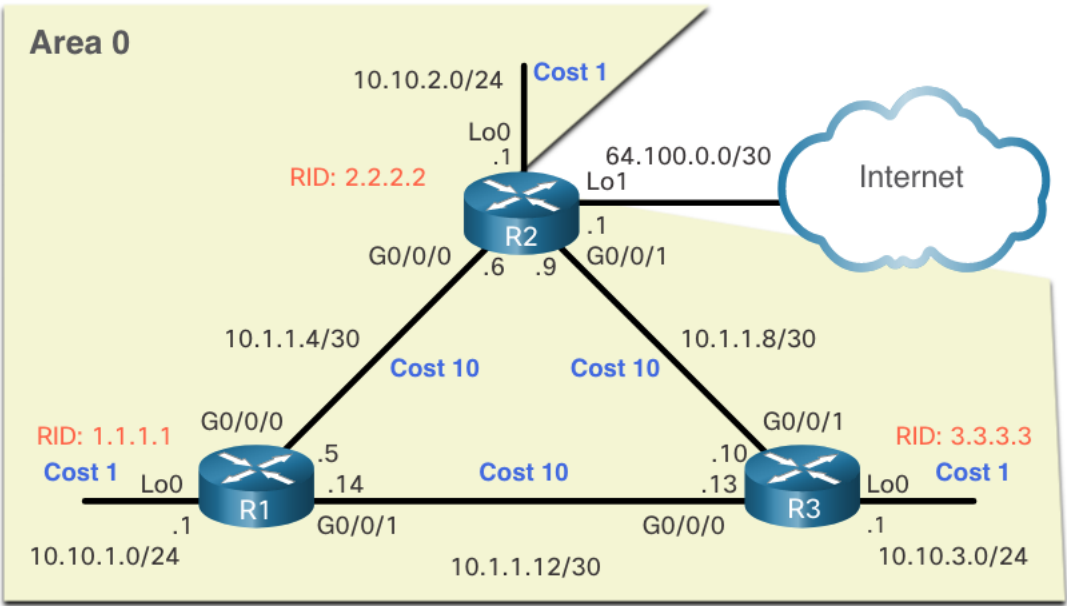 Area 0
10.10.2.0/24
Cost 1
Lo0
.1
RID: 2.2.2.2
64.100.0.0/30
Lo1
Internet
R2
.1
G0/0/0
.6
.9
G0/0/1
10.1.1.4/30
Cost 10
10.1.1.8/30
Cost 10
G0/0/0
RID: 1.1.1.1
Cost 1
Lo0
.1
R1
.5
.14
G0/0/1
10.10.1.0/24
Cost 10
10.1.1.12/30
G0/0/1
.10
.13
G0/0/0
R3
RID: 3.3.3.3
Cost 1
Lo0
.1
10.10.3.0/24